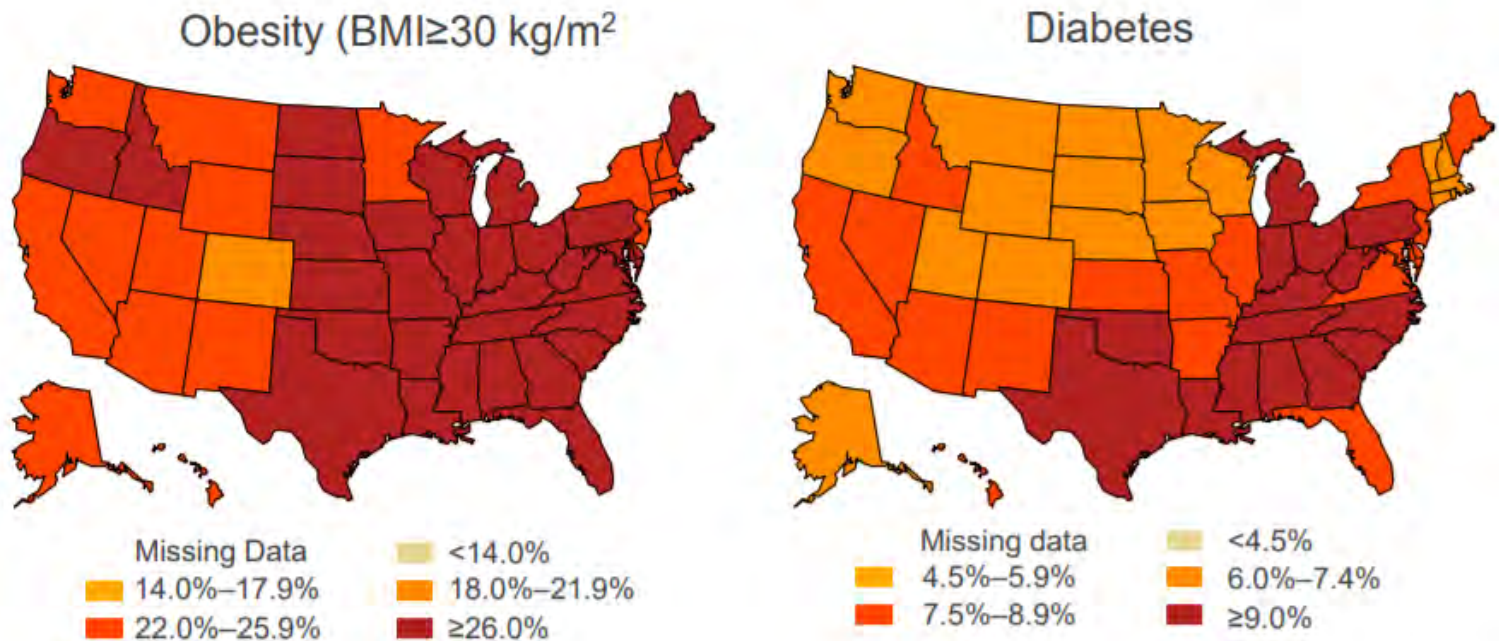 Obesity (BMI≥30 kg/m²
Diabetes
Missing Data
<14.0%
14.0%–17.9%
18.0%–21.9%
22.0%–25.9%
≥26.0%
Missing data
<4.5%
4.5%–5.9%
6.0%–7.4%
7.5%–8.9%
≥9.0%